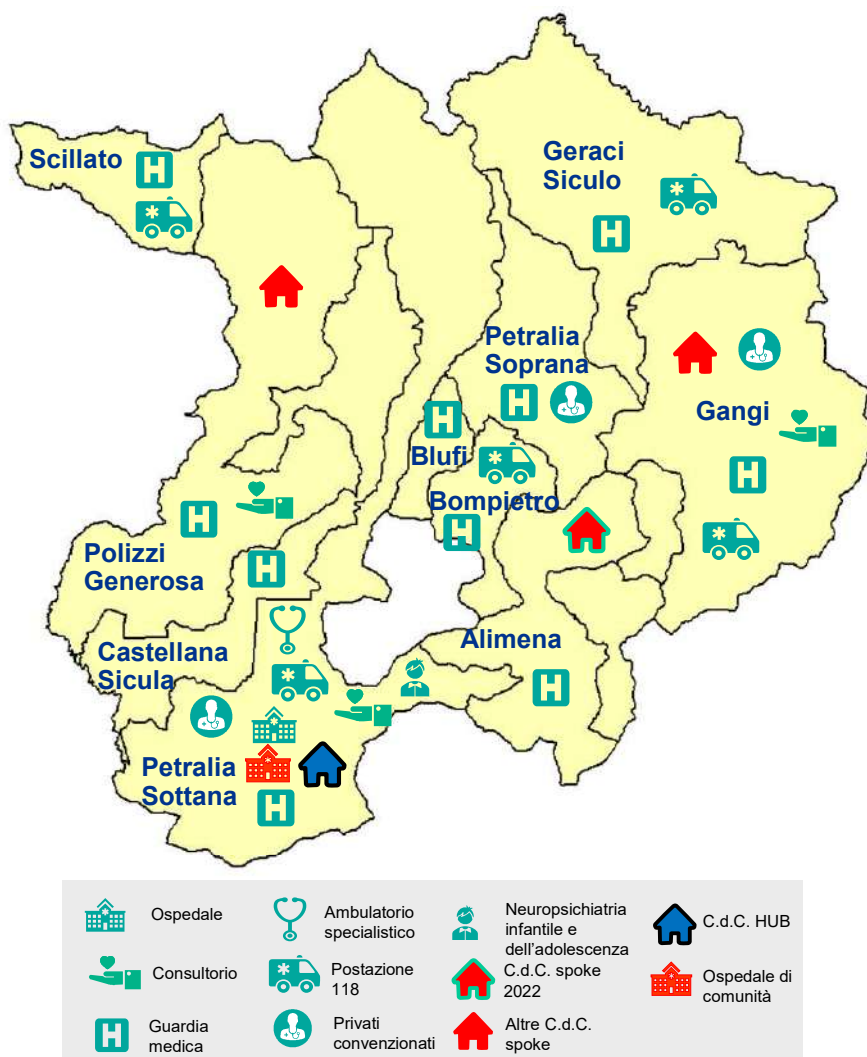 Scillato
Geraci
Siculo
Petralia
Soprana
Gangi
Blufi
Bompietro
Polizzi
Generosa
Alimena
Castellana
Sicula
Petralia
Sottana
Ospedale
Ambulatorio
specialistico
Neuropsichiatria
infantile e
dell'adolescenza
C.d.C. HUB
Consultorio
Postazione
118
C.d.C. spoke
2022
Ospedale di
comunità
Guardia
medica
Privati
convenzionati
Altre C.d.C.
spoke